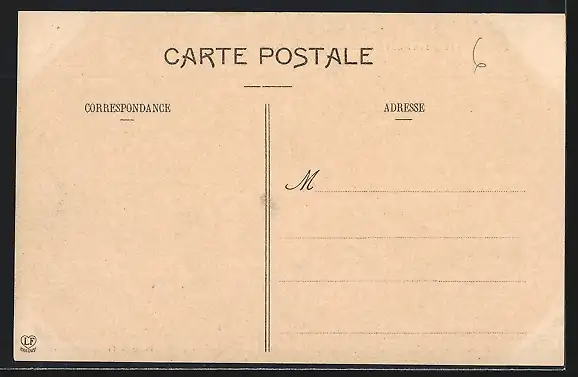 CARTE POSTALE
6
CORRESPONDANCE
ADRESSE
M
LF